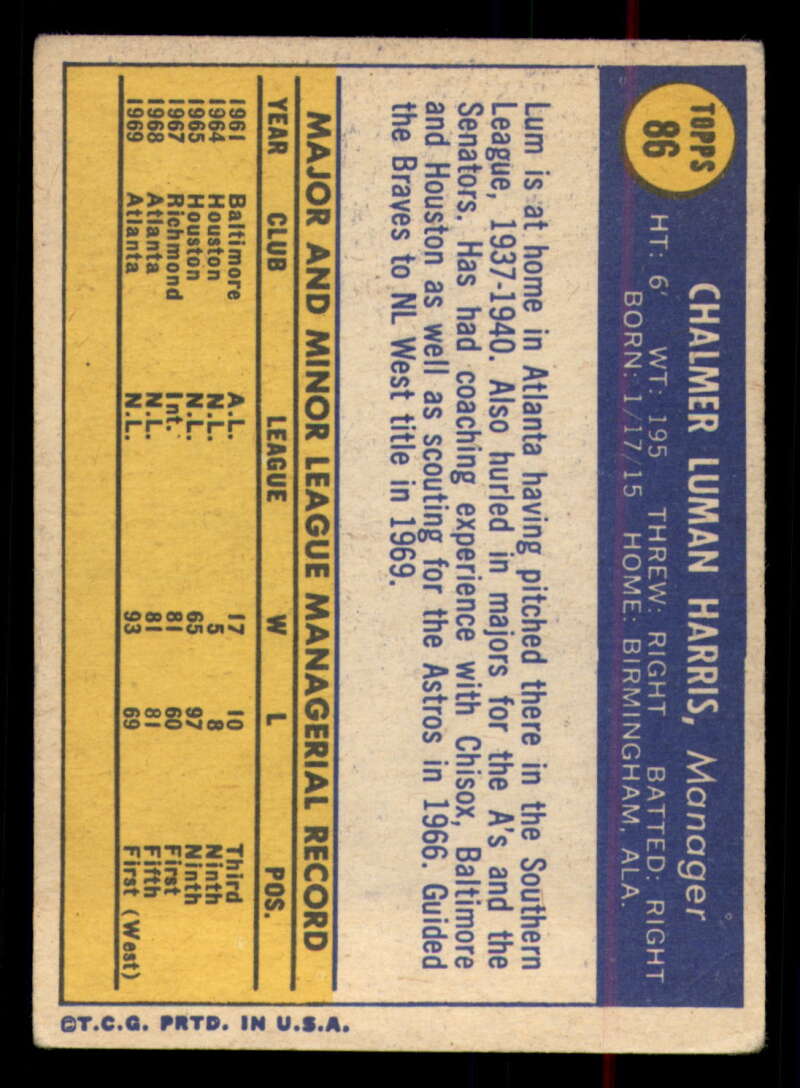 TOPPS
86
CHALMER LUMAN HARRIS, Manager
HT: 6' WT: 195 THREW: RIGHT BATTED: RIGHT
BORN: 1/17/15 HOME: BIRMINGHAM, ALA.
Lum is at home in Atlanta having pitched there in the Southern
League, 1937-1940. Also hurled in majors for the A's and the
Senators. Has had coaching experience with Chisox, Baltimore
and Houston as well as scouting for the Astros in 1966. Guided
the Braves to NL West title in 1969.
MAJOR AND MINOR LEAGUE MANAGERIAL RECORD
YEAR CLUB LEAGUE W L POS.
1961 Baltimore A.L. 17 10 Third
1964 Houston N.L. 5 8 Ninth
1965 Houston N.L. 65 97 Ninth
1967 Richmond Int. 81 60 First
1968 Atlanta N.L. 81 81 Fifth
1969 Atlanta N.L. 93 69 First (West)
©T.C.G. PRTD. IN U.S.A.